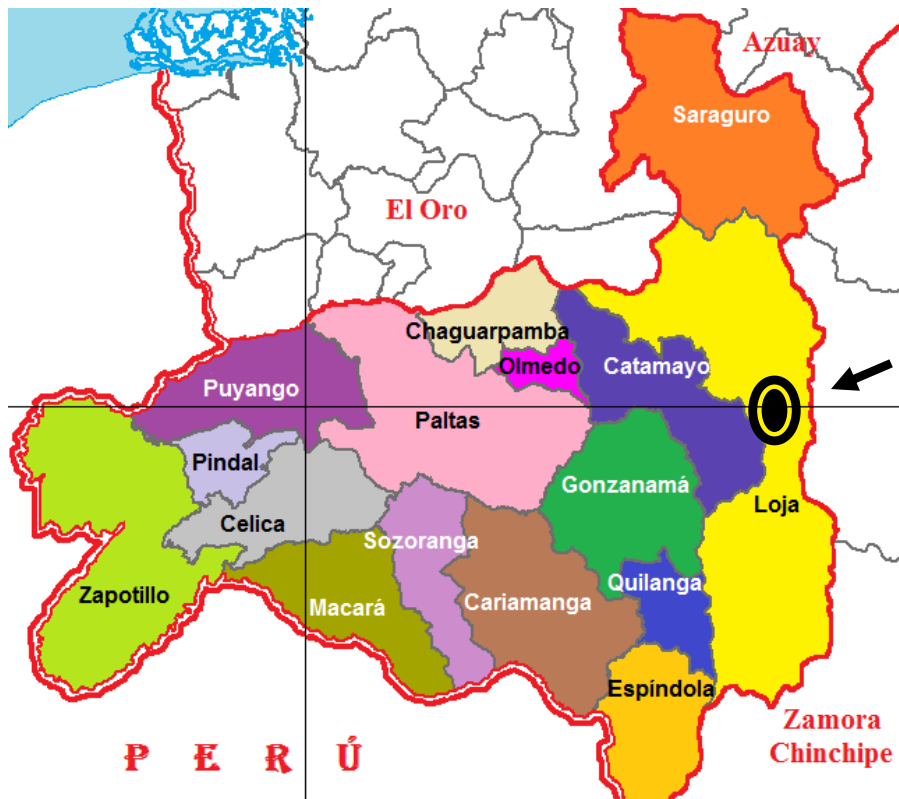 Azuay
Saraguro
El Oro
Chaguarpamba
Olmedo
Catamayo
Puyango
Paltas
Pindal
Gonzanamá
Loja
Celica
Sozoranga
Zapotillo
Quilanga
Macará
Cariamanga
Espíndola
Zamora
Chinchipe
P E R Ú